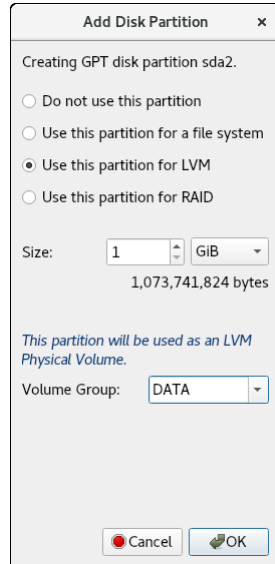 Add Disk Partition
Creating GPT disk partition sda2.
Do not use this partition
Use this partition for a file system
Use this partition for LVM
Use this partition for RAID
Size: 1 GiB
1,073,741,824 bytes
This partition will be used as an LVM
Physical Volume.
Volume Group: DATA
Cancel OK